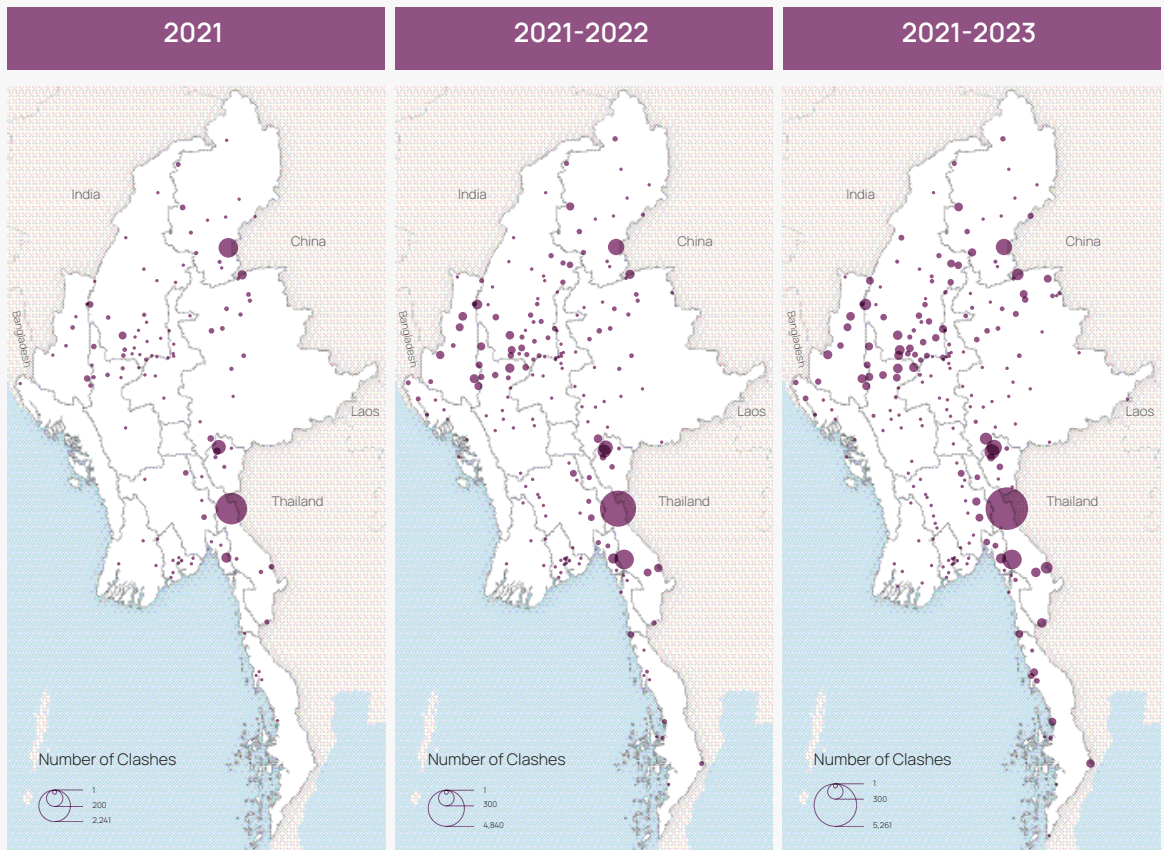 2021
India
China
Bangladesh
Laos
Thailand
Number of Clashes
1
200
2,241
2021-2022
India
China
Bangladesh
Laos
Thailand
Number of Clashes
1
300
4,840
2021-2023
India
China
Bangladesh
Laos
Thailand
Number of Clashes
1
300
5,261